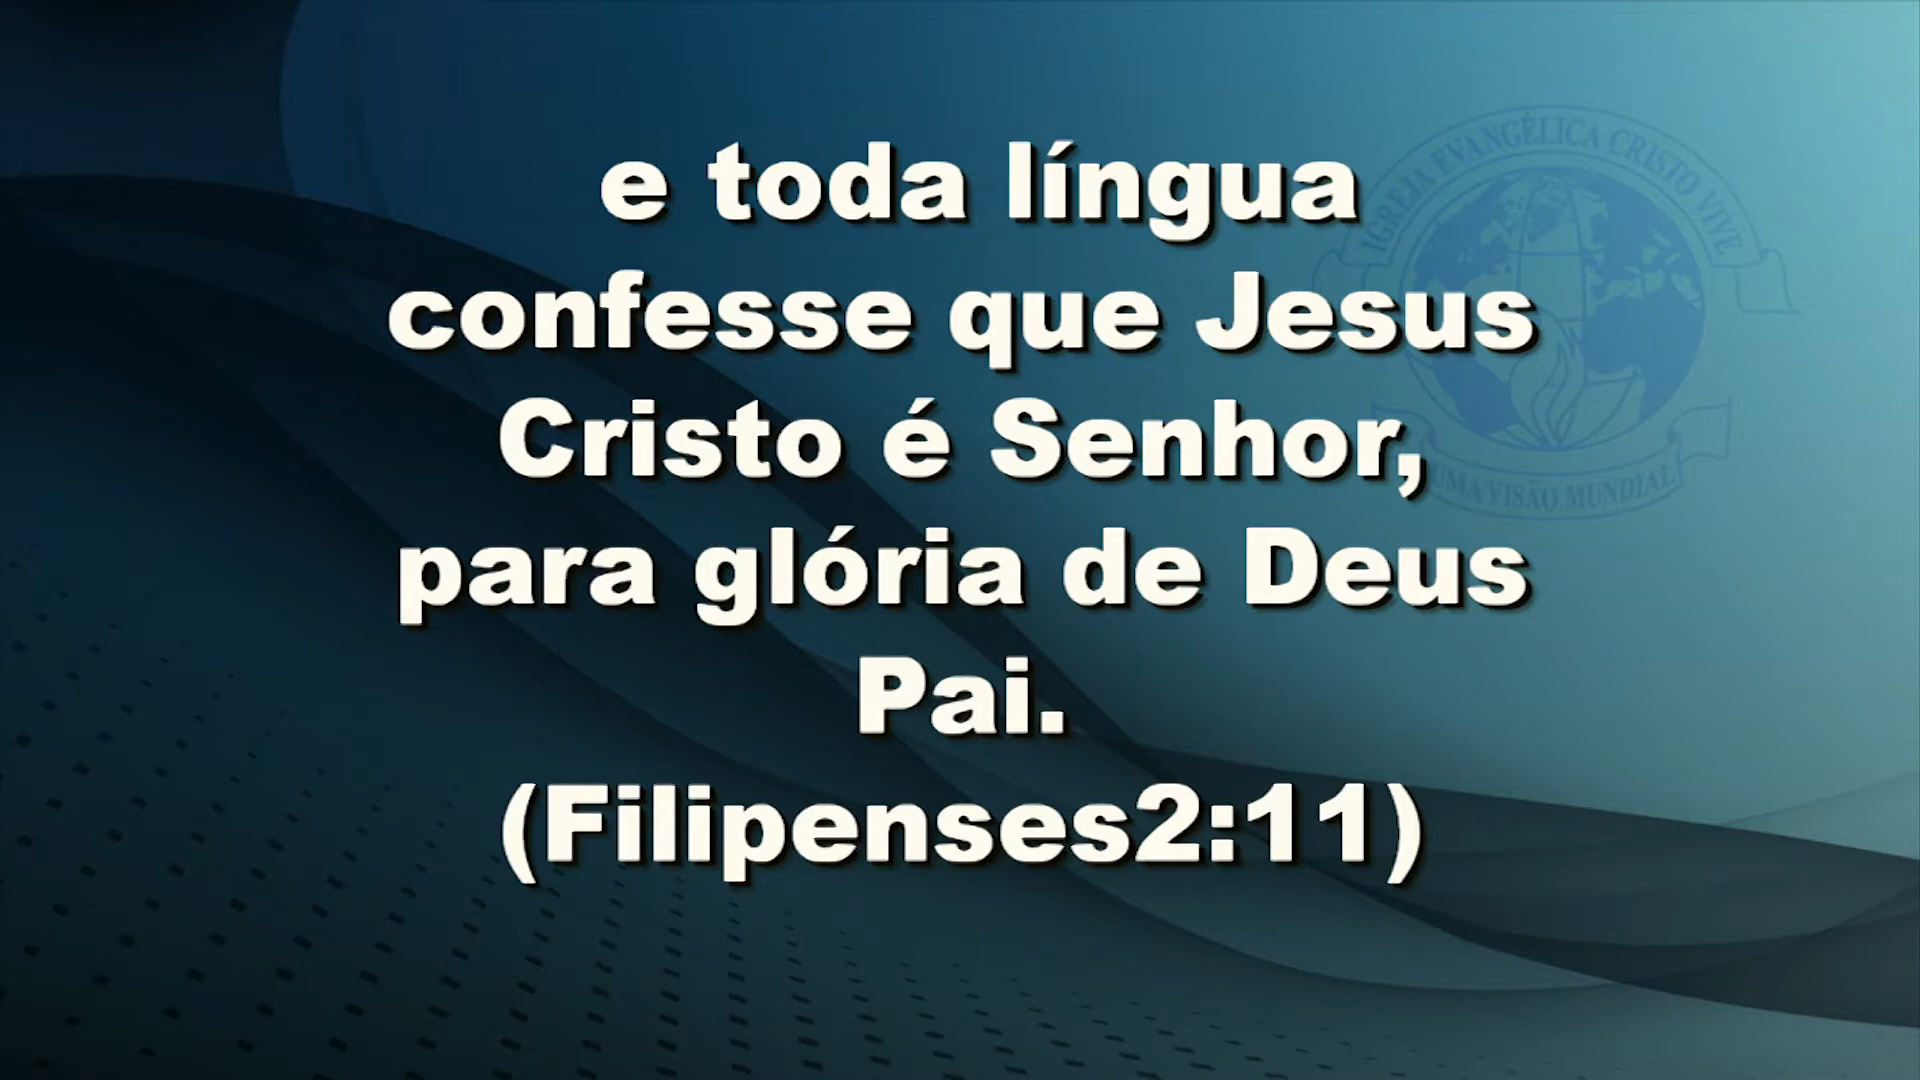 e toda língua
confesse que Jesus
Cristo é Senhor,
para glória de Deus
Pai.
(Filipenses2:11)
IGREJA EVANGÉLICA CRISTO VIVE
UMA VISÃO MUNDIAL